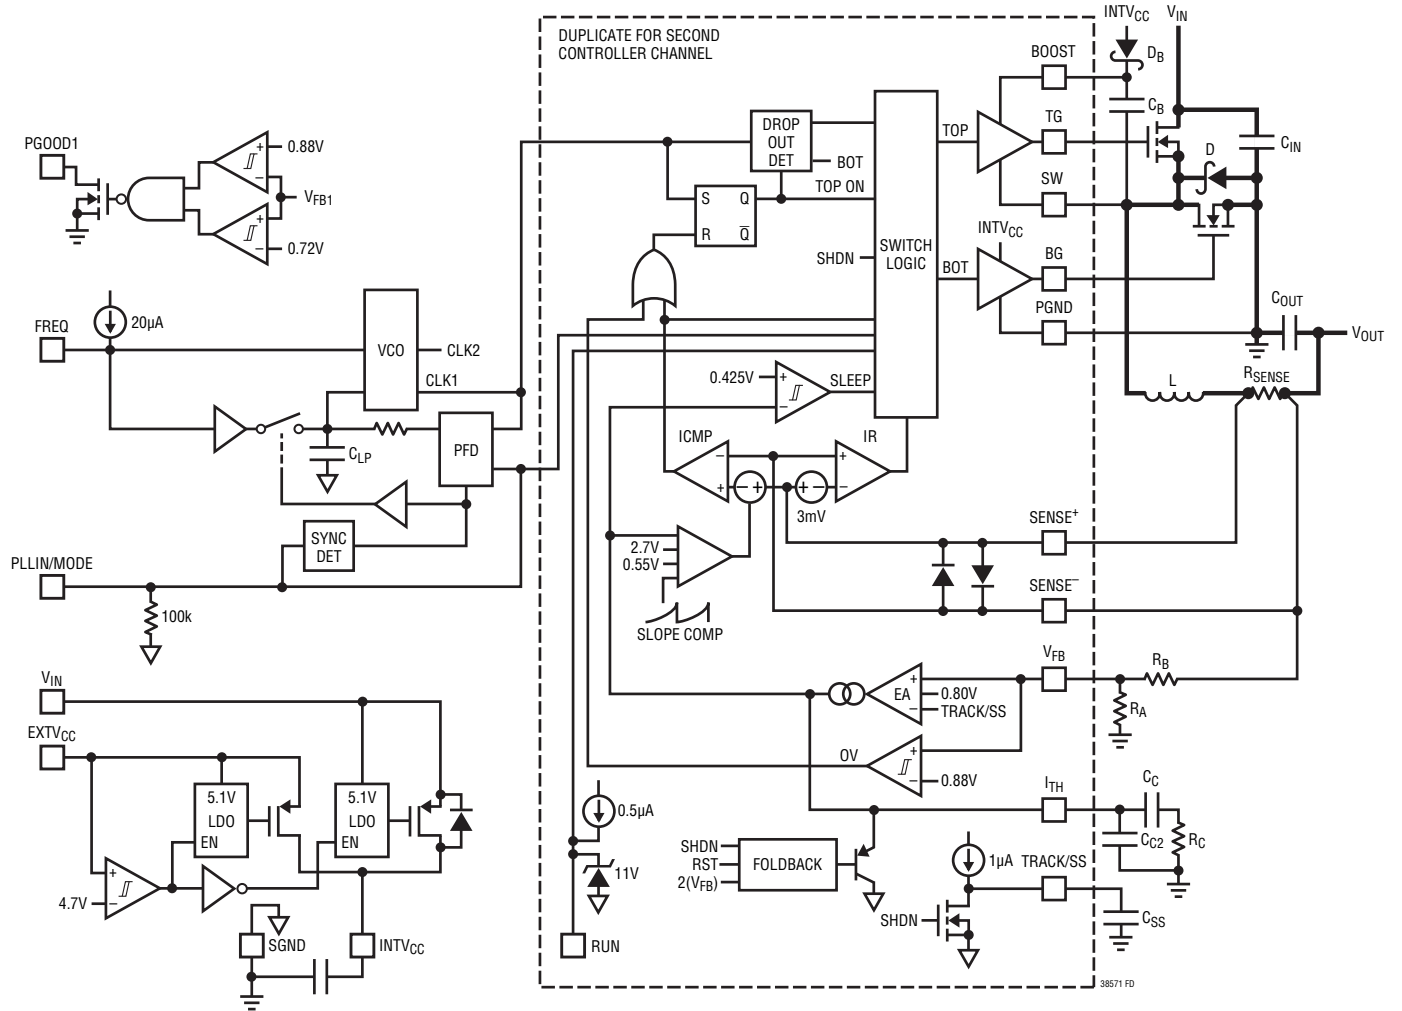 DUPLICATE FOR SECOND
CONTROLLER CHANNEL
INTVCC
VIN
DB
BOOST
CB
TG
TOP
CIN
D
SW
INTVCC
BG
BOT
PGND
COUT
VOUT
RSENSE
L
PGOOD1
+
0.88V
–
VFB1
+
–
0.72V
DROP
OUT
DET
BOT
TOP ON
S
Q
R
Q
SHDN
SWITCH
LOGIC
FREQ
20µA
VCO
CLK2
CLK1
CLP
PFD
SYNC
DET
PLLIN/MODE
100k
0.425V
+
–
SLEEP
ICMP
IR
–
+
– +
+ –
3mV
+
–
2.7V
0.55V
SLOPE COMP
SENSE+
SENSE–
VFB
RB
RA
EA
+
0.80V
–
TRACK/SS
OV
+
–
0.88V
ITH
CC
CC2
RC
0.5µA
11V
SHDN
RST
2(VFB)
FOLDBACK
1µA
TRACK/SS
SHDN
CSS
RUN
VIN
EXTVCC
5.1V
LDO
EN
5.1V
LDO
EN
+
4.7V
–
SGND
INTVCC
38571 FD